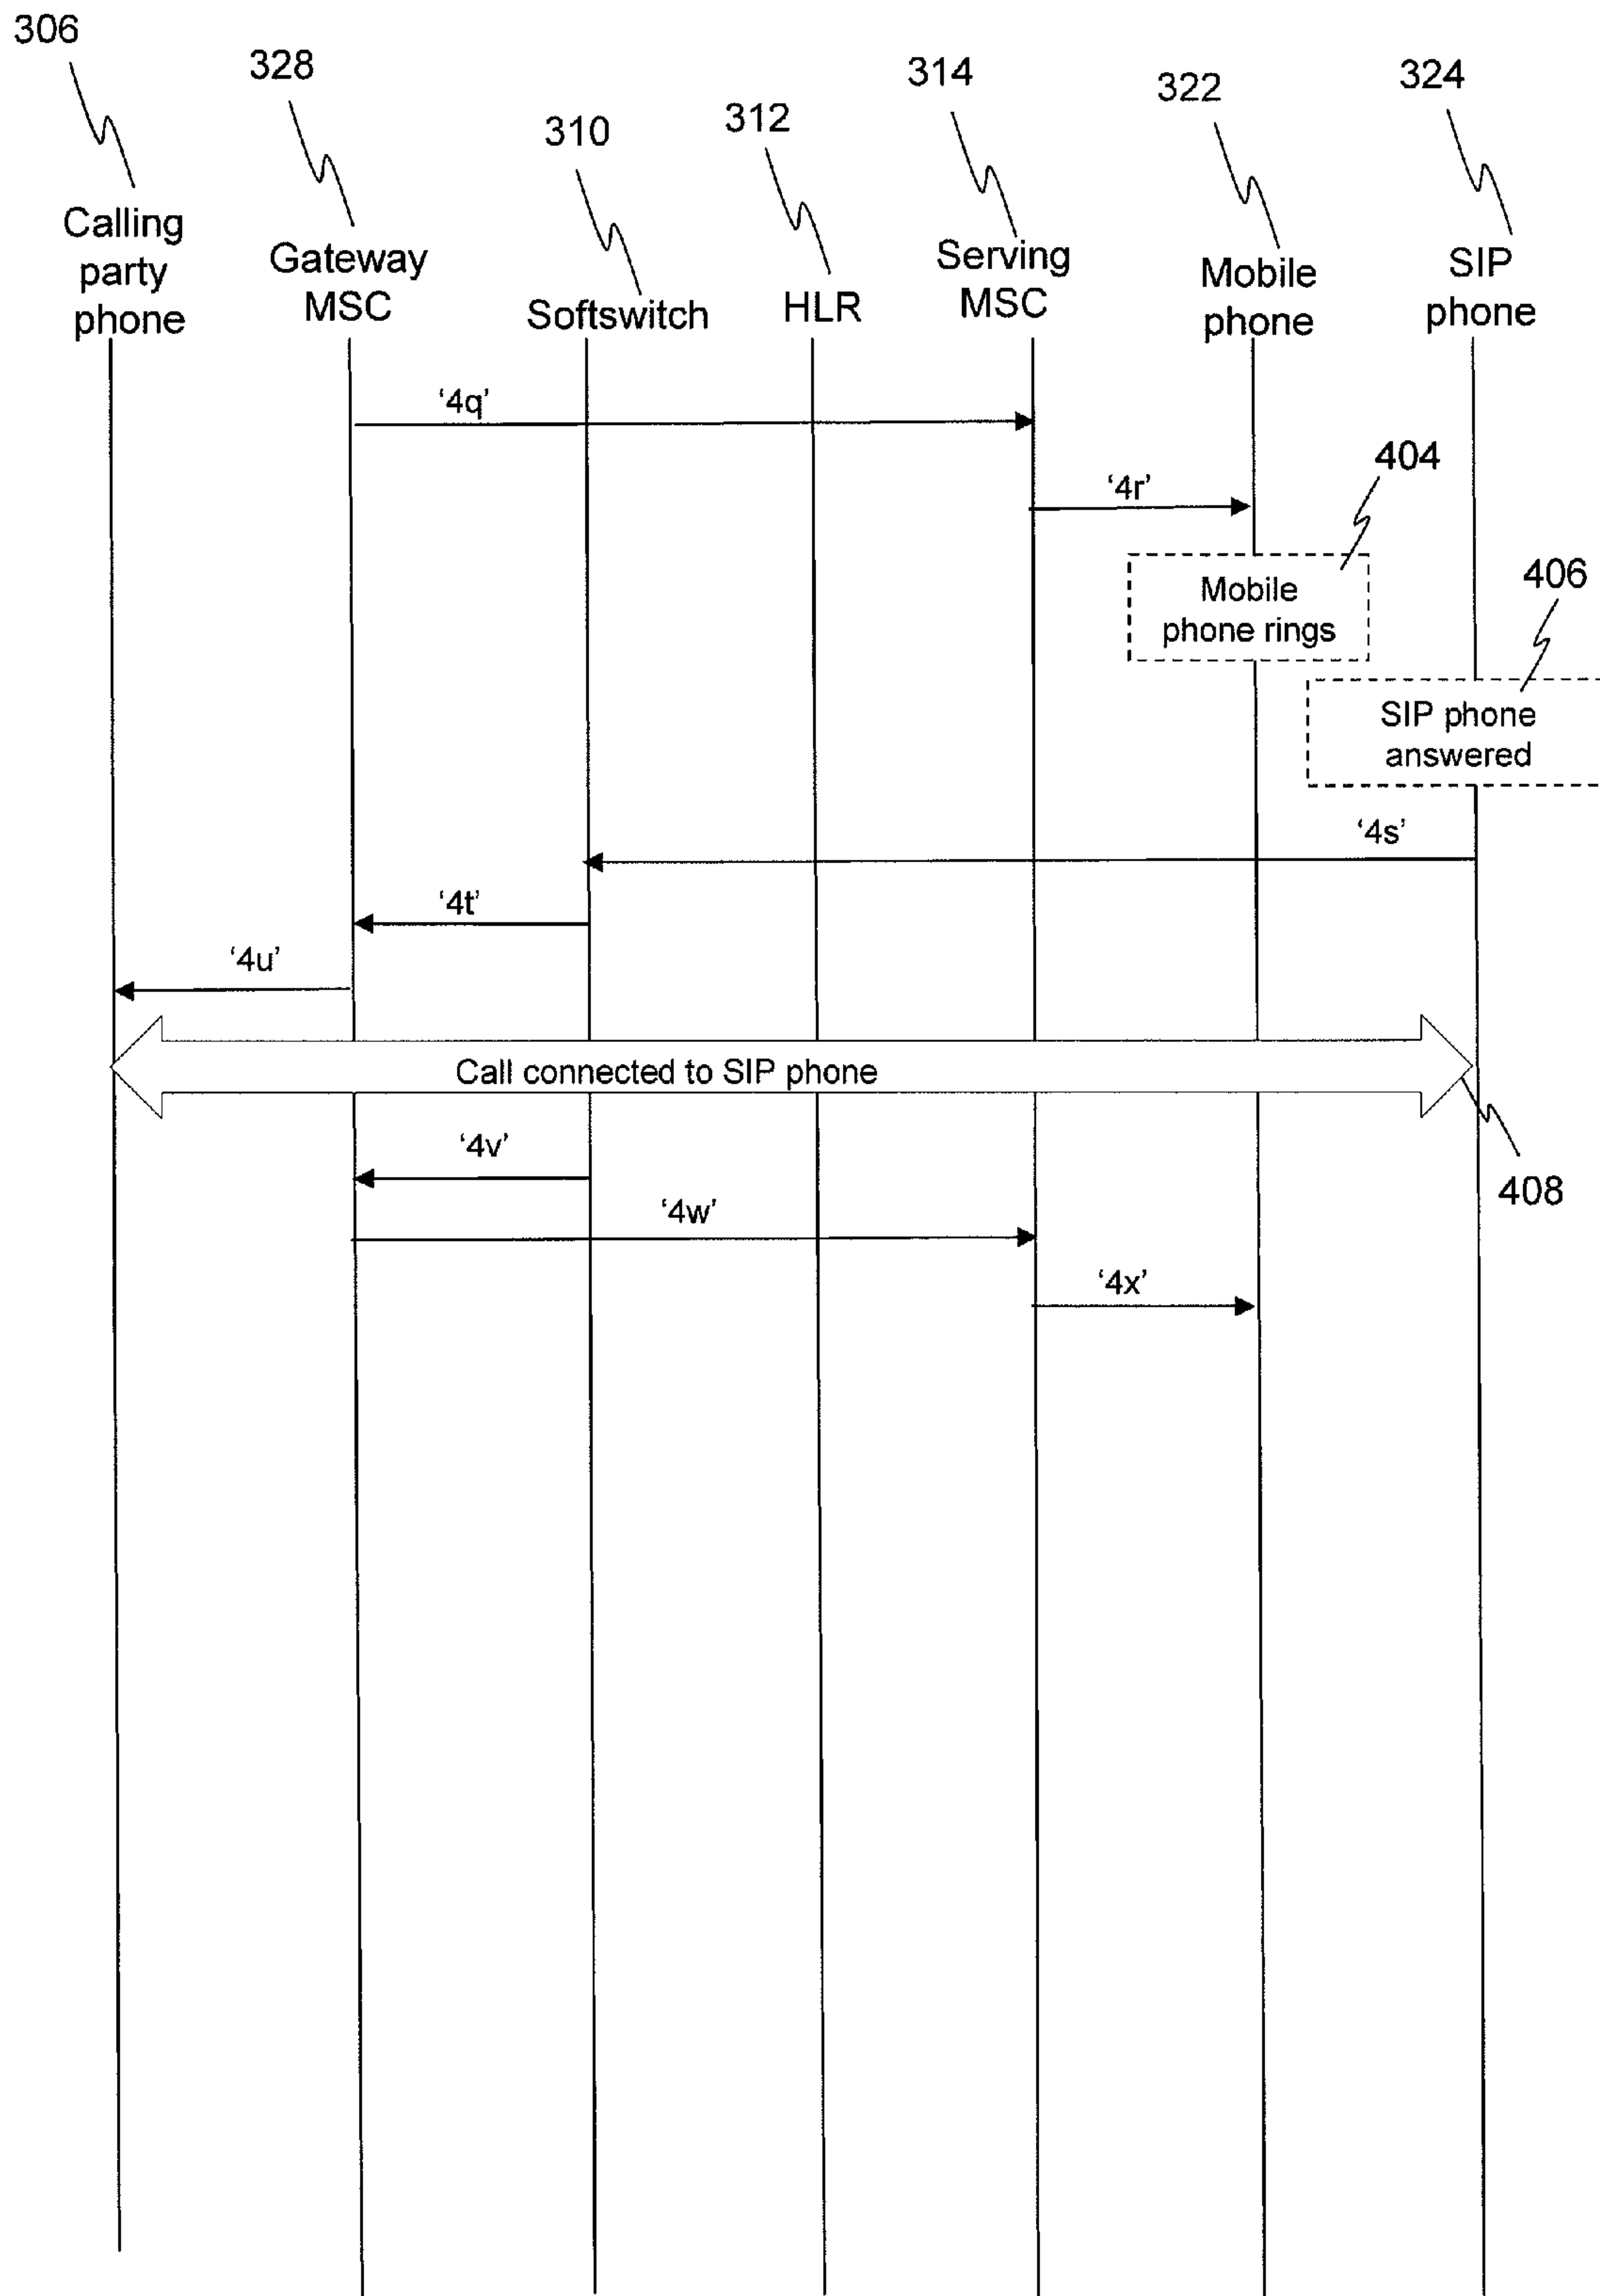 306
328
310
312
314
322
324
Calling
party
phone
Gateway
MSC
Softswitch
HLR
Serving
MSC
Mobile
phone
SIP
phone
‘4q’
‘4r’
404
Mobile
phone rings
406
SIP phone
answered
‘4s’
‘4t’
‘4u’
Call connected to SIP phone
408
‘4v’
‘4w’
‘4x’